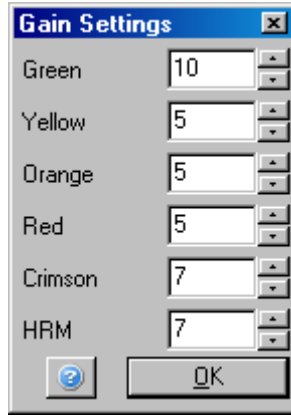 Gain Settings
Green 10
Yellow 5
Orange 5
Red 5
Crimson 7
HRM 7
? OK